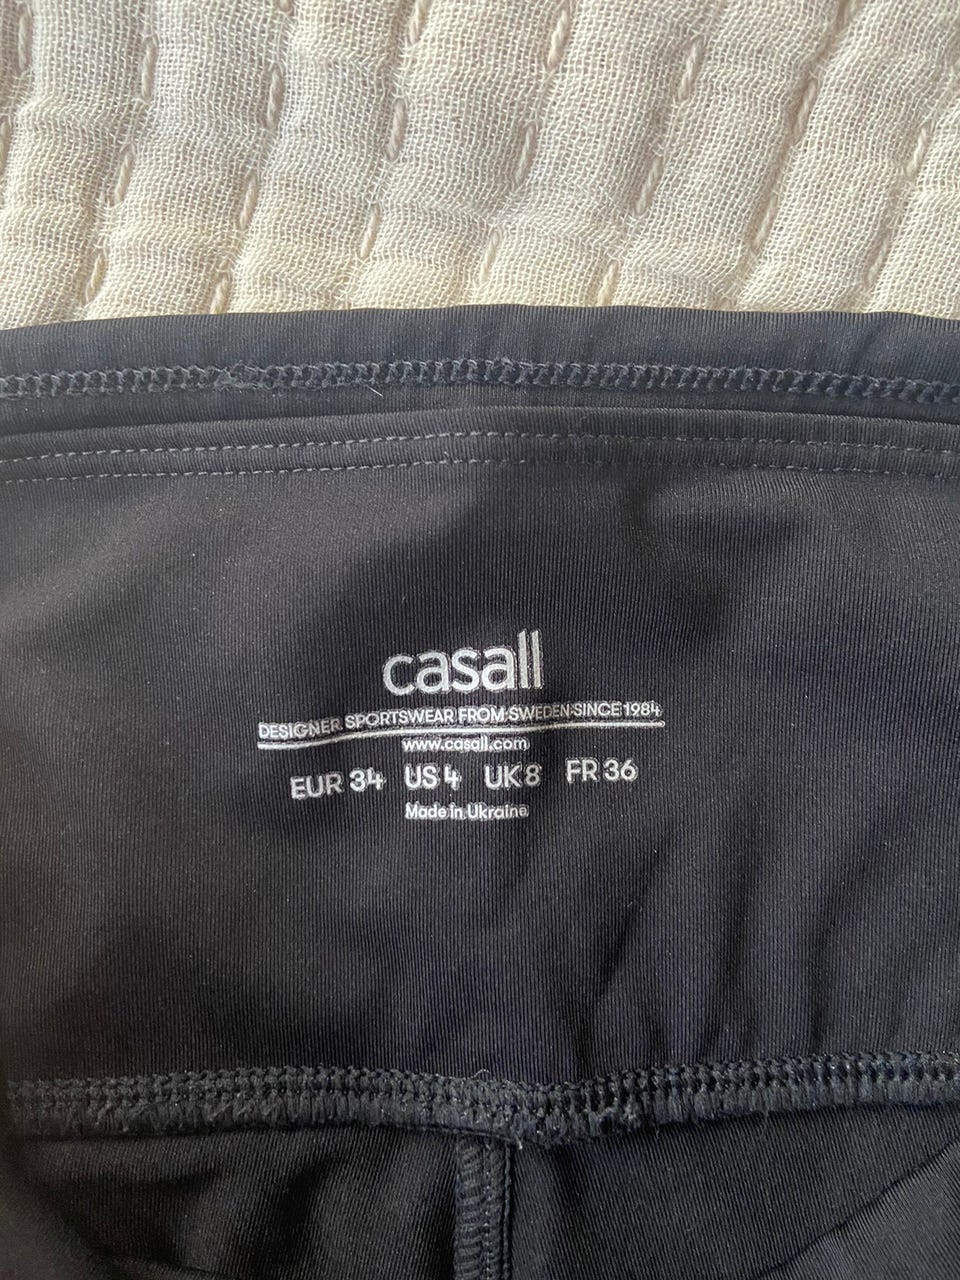 casall
DESIGNER SPORTSWEAR FROM SWEDEN SINCE 1984
www.casall.com
EUR 34 US 4 UK 8 FR 36
Made in Ukraine